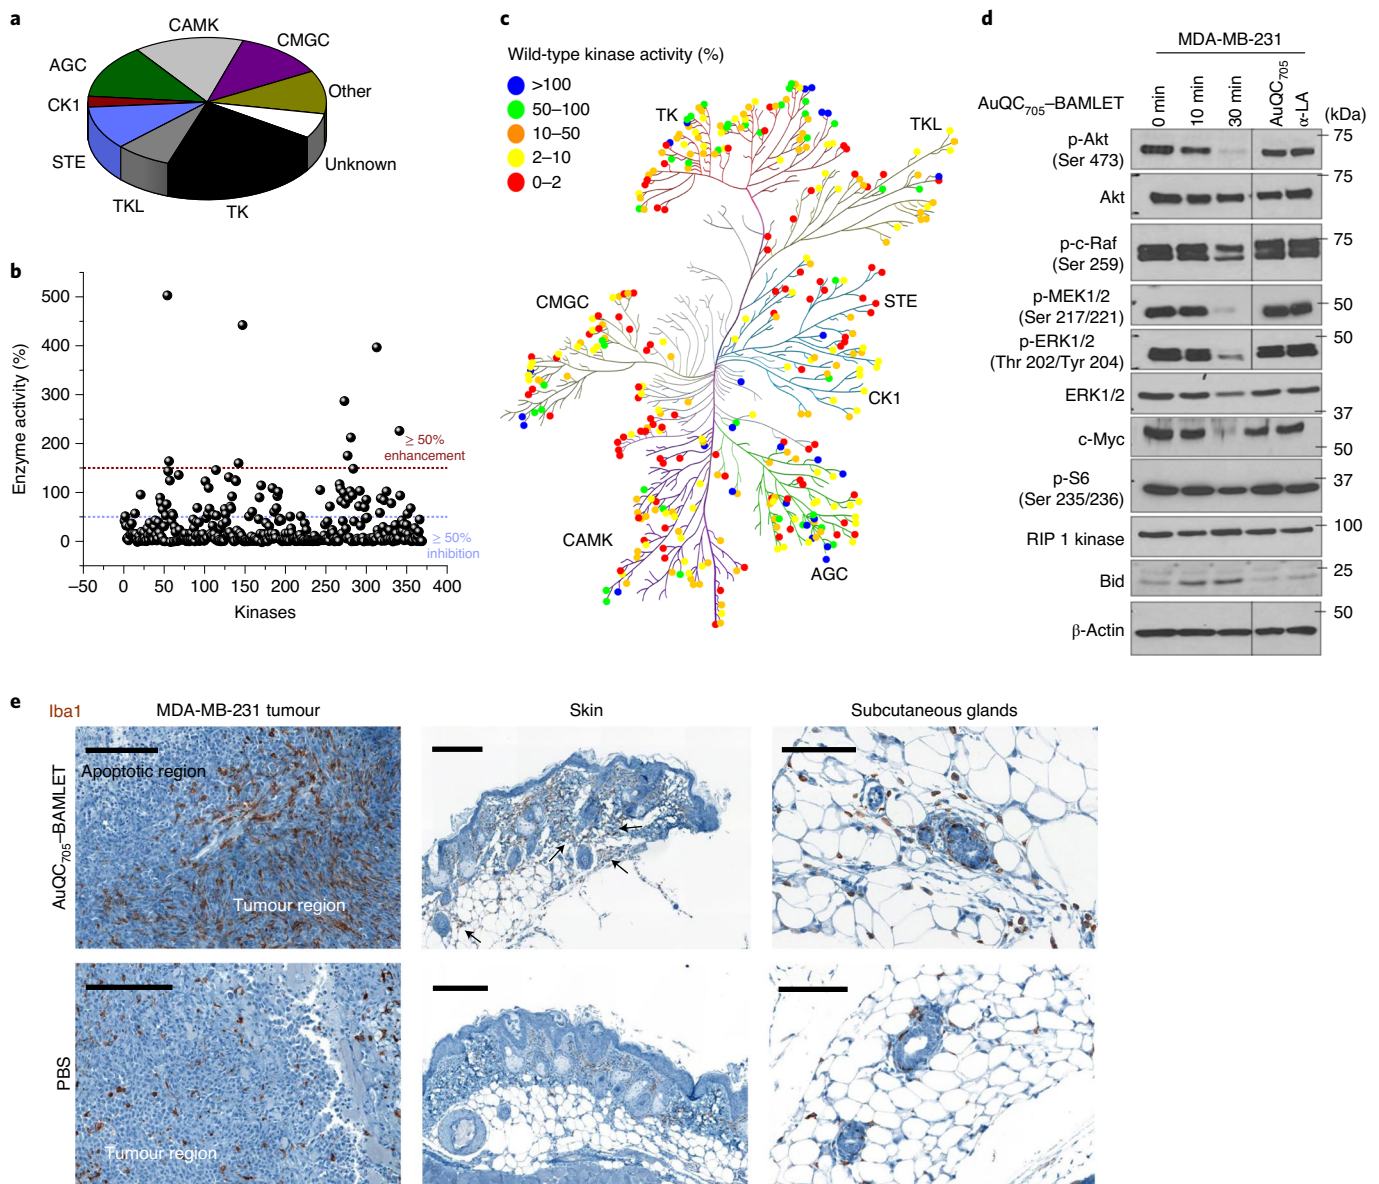 a
CAMK
CMGC
AGC
Other
CK1
STE
Unknown
TKL
TK
b
500
400
300
200
100
0
Enzyme activity (%)
≥ 50%
enhancement
≥ 50%
inhibition
−50
0
50
100
150
200
250
300
350
400
Kinases
c
Wild-type kinase activity (%)
>100
50–100
10–50
2–10
0–2
TK
TKL
CMGC
STE
CK1
CAMK
AGC
d
MDA-MB-231
AuQC705–BAMLET
0 min
10 min
30 min
AuQC705
α-LA
(kDa)
p-Akt
(Ser 473)
75
Akt
75
p-c-Raf
(Ser 259)
75
p-MEK1/2
(Ser 217/221)
50
p-ERK1/2
(Thr 202/Tyr 204)
50
ERK1/2
37
c-Myc
50
p-S6
(Ser 235/236)
37
RIP 1 kinase
100
Bid
25
β-Actin
50
e
Iba1
MDA-MB-231 tumour
Skin
Subcutaneous glands
AuQC705–BAMLET
Apoptotic region
Tumour region
PBS
Tumour region